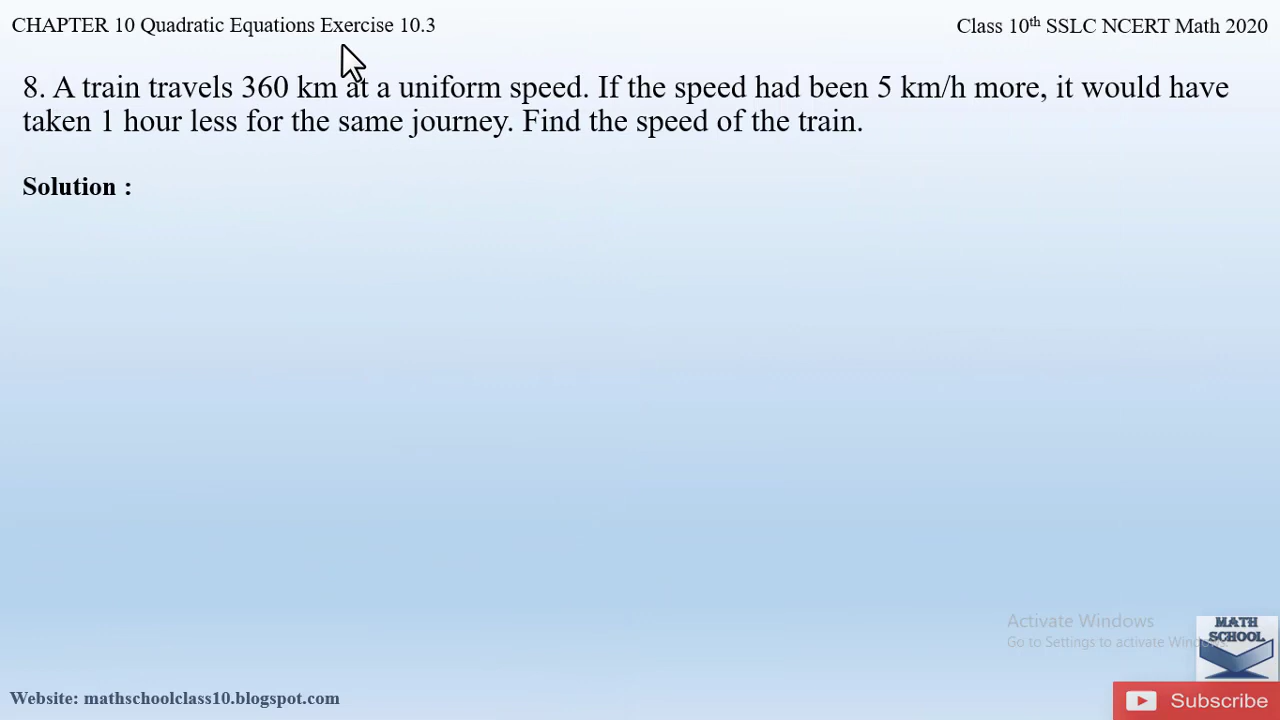 CHAPTER 10 Quadratic Equations Exercise 10.3
Class 10th SSLC NCERT Math 2020
8. A train travels 360 km at a uniform speed. If the speed had been 5 km/h more, it would have
taken 1 hour less for the same journey. Find the speed of the train.
Solution :
Activate Windows
Go to Settings to activate Windows.
MATH
SCHOOL
Website: mathschoolclass10.blogspot.com
Subscribe